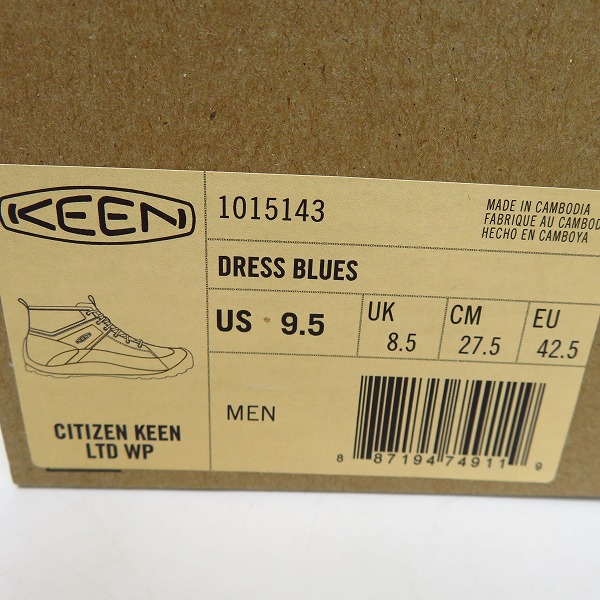 KEEN
1015143
MADE IN CAMBODIA
FABRIQUE AU CAMBOD
HECHO EN CAMBOYA
DRESS BLUES
US 9.5
UK
8.5
CM
27.5
EU
42.5
KEEN
CITIZEN KEEN
LTD WP
MEN
8 87194 74911 9